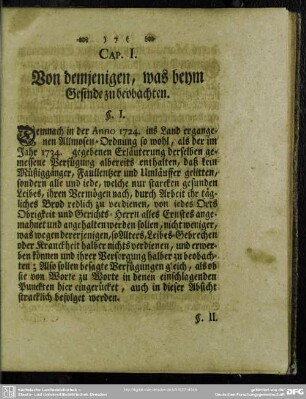 3
CAP. I.
Von demjenigen, was beym
Gesinde zu beobachten.
§. I.
Demnach in der Anno 1724. ins Land ergange-
nen Allmosen-Ordnung so wohl, als der im
Jahr 1734. gegebenen Erläuterung derselben ge-
messene Verfügung albereits enthalten, daß kein
Müßiggänger, Faullentzer und Umläuffer gelitten,
sondern alle und iede, welche nur starcken gesunden
Leibes, ihren Vermögen nach, durch Arbeit ihr täg-
liches Brod redlich zu verdienen, von iedes Orts
Obrigkeit und Gerichts-Herrn alles Ernstes ange-
mahnet und angehalten werden sollen, nicht weniger,
was wegen dererjenigen, so Alters, Leibes-Gebrechen
oder Kranckheit halber nichts verdienen, und erwer-
ben können und ihrer Versorgung halber zu beobach-
ten; Also sollen besagte Verfügungen gleich, als ob
sie von Worte zu Worte in denen einschlagenden
Puncten hier eingerücket, auch in dieser Absicht
stracklich befolget werden.
§. II.